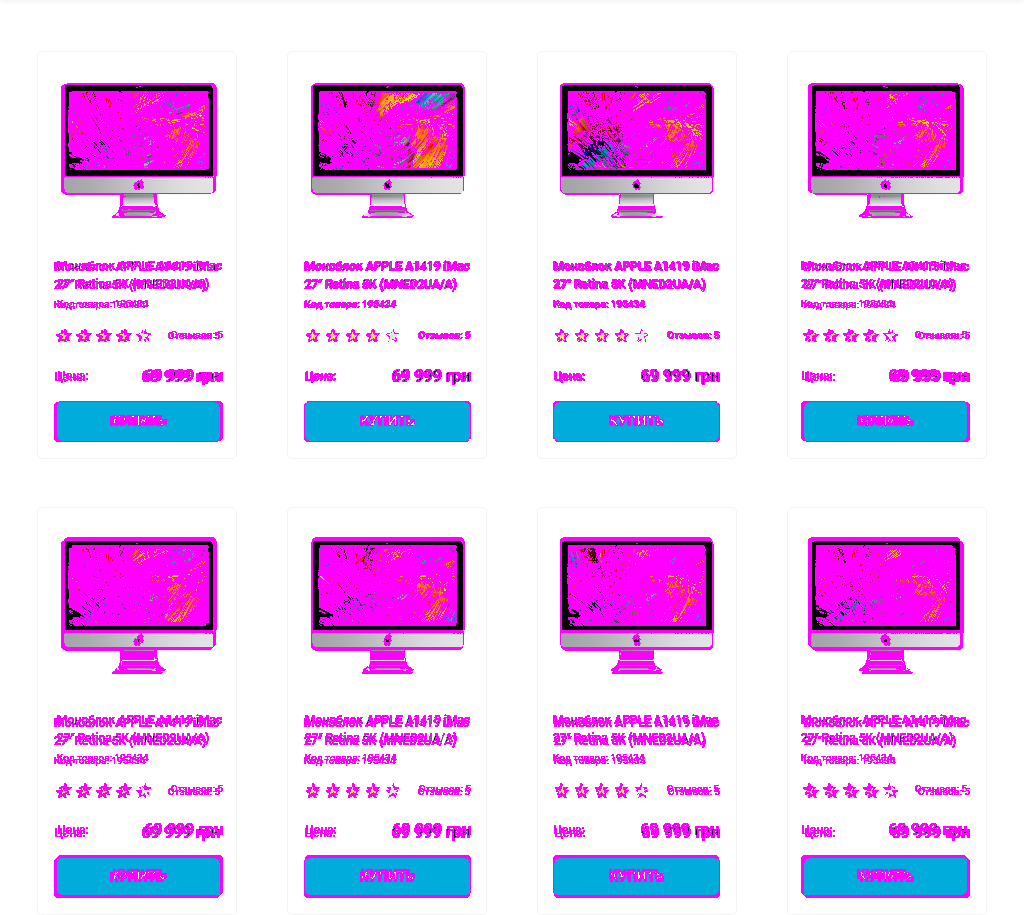 Моноблок APPLE A1419 iMac
27" Retina 5K (MNED2UA/A)
Код товара: 195434
Отзывов: 5
Цена: 69 999 грн
КУПИТЬ
Моноблок APPLE A1419 iMac
27" Retina 5K (MNED2UA/A)
Код товара: 195434
Отзывов: 5
Цена: 69 999 грн
КУПИТЬ
Моноблок APPLE A1419 iMac
27" Retina 5K (MNED2UA/A)
Код товара: 195434
Отзывов: 5
Цена: 69 999 грн
КУПИТЬ
Моноблок APPLE A1419 iMac
27" Retina 5K (MNED2UA/A)
Код товара: 195434
Отзывов: 5
Цена: 69 999 грн
КУПИТЬ
Моноблок APPLE A1419 iMac
27" Retina 5K (MNED2UA/A)
Код товара: 195434
Отзывов: 5
Цена: 69 999 грн
КУПИТЬ
Моноблок APPLE A1419 iMac
27" Retina 5K (MNED2UA/A)
Код товара: 195434
Отзывов: 5
Цена: 69 999 грн
КУПИТЬ
Моноблок APPLE A1419 iMac
27" Retina 5K (MNED2UA/A)
Код товара: 195434
Отзывов: 5
Цена: 69 999 грн
КУПИТЬ
Моноблок APPLE A1419 iMac
27" Retina 5K (MNED2UA/A)
Код товара: 195434
Отзывов: 5
Цена: 69 999 грн
КУПИТЬ